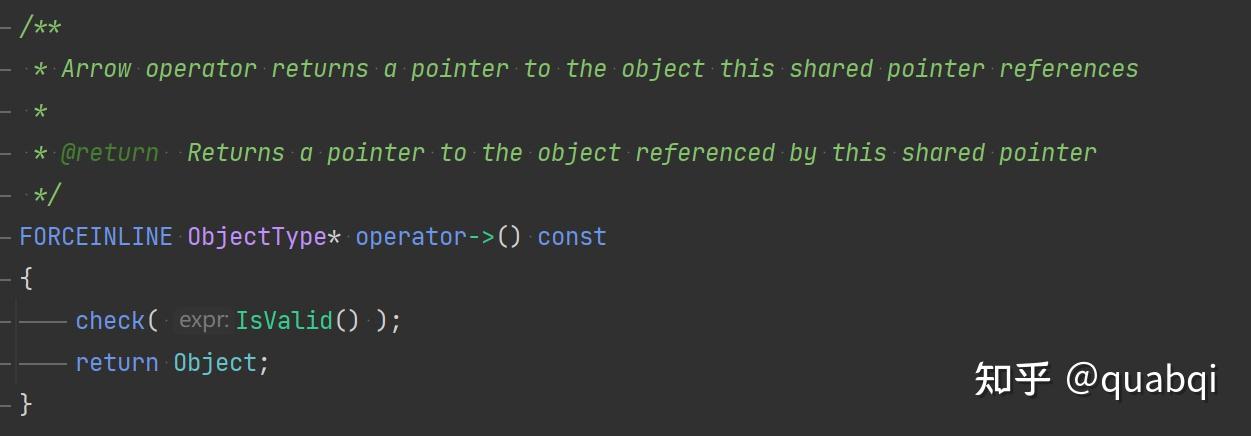 /**
 * Arrow operator returns a pointer to the object this shared pointer references
 *
 * @return  Returns a pointer to the object referenced by this shared pointer
 */
FORCEINLINE ObjectType* operator->() const
{
    check( expr: IsValid() );
    return Object;
}
知乎 @quabqi